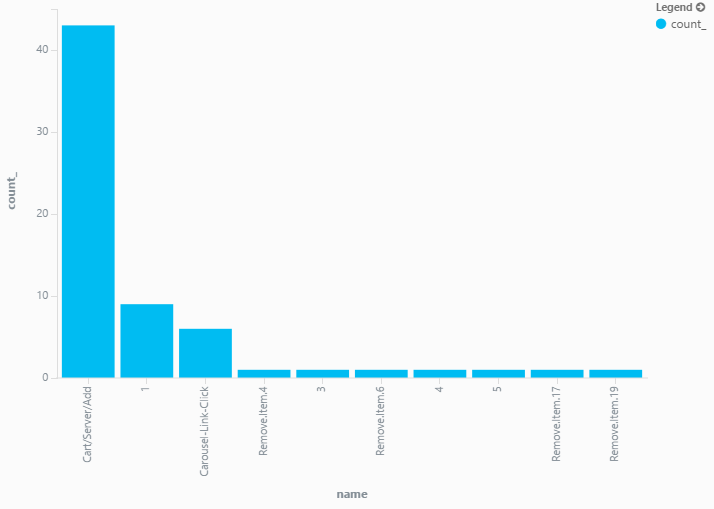 Legend
count_
40
30
20
10
0
count_
Cart/Server/Add
1
Carousel-Link-Click
Remove.Item.4
3
Remove.Item.6
4
5
Remove.Item.17
Remove.Item.19
name